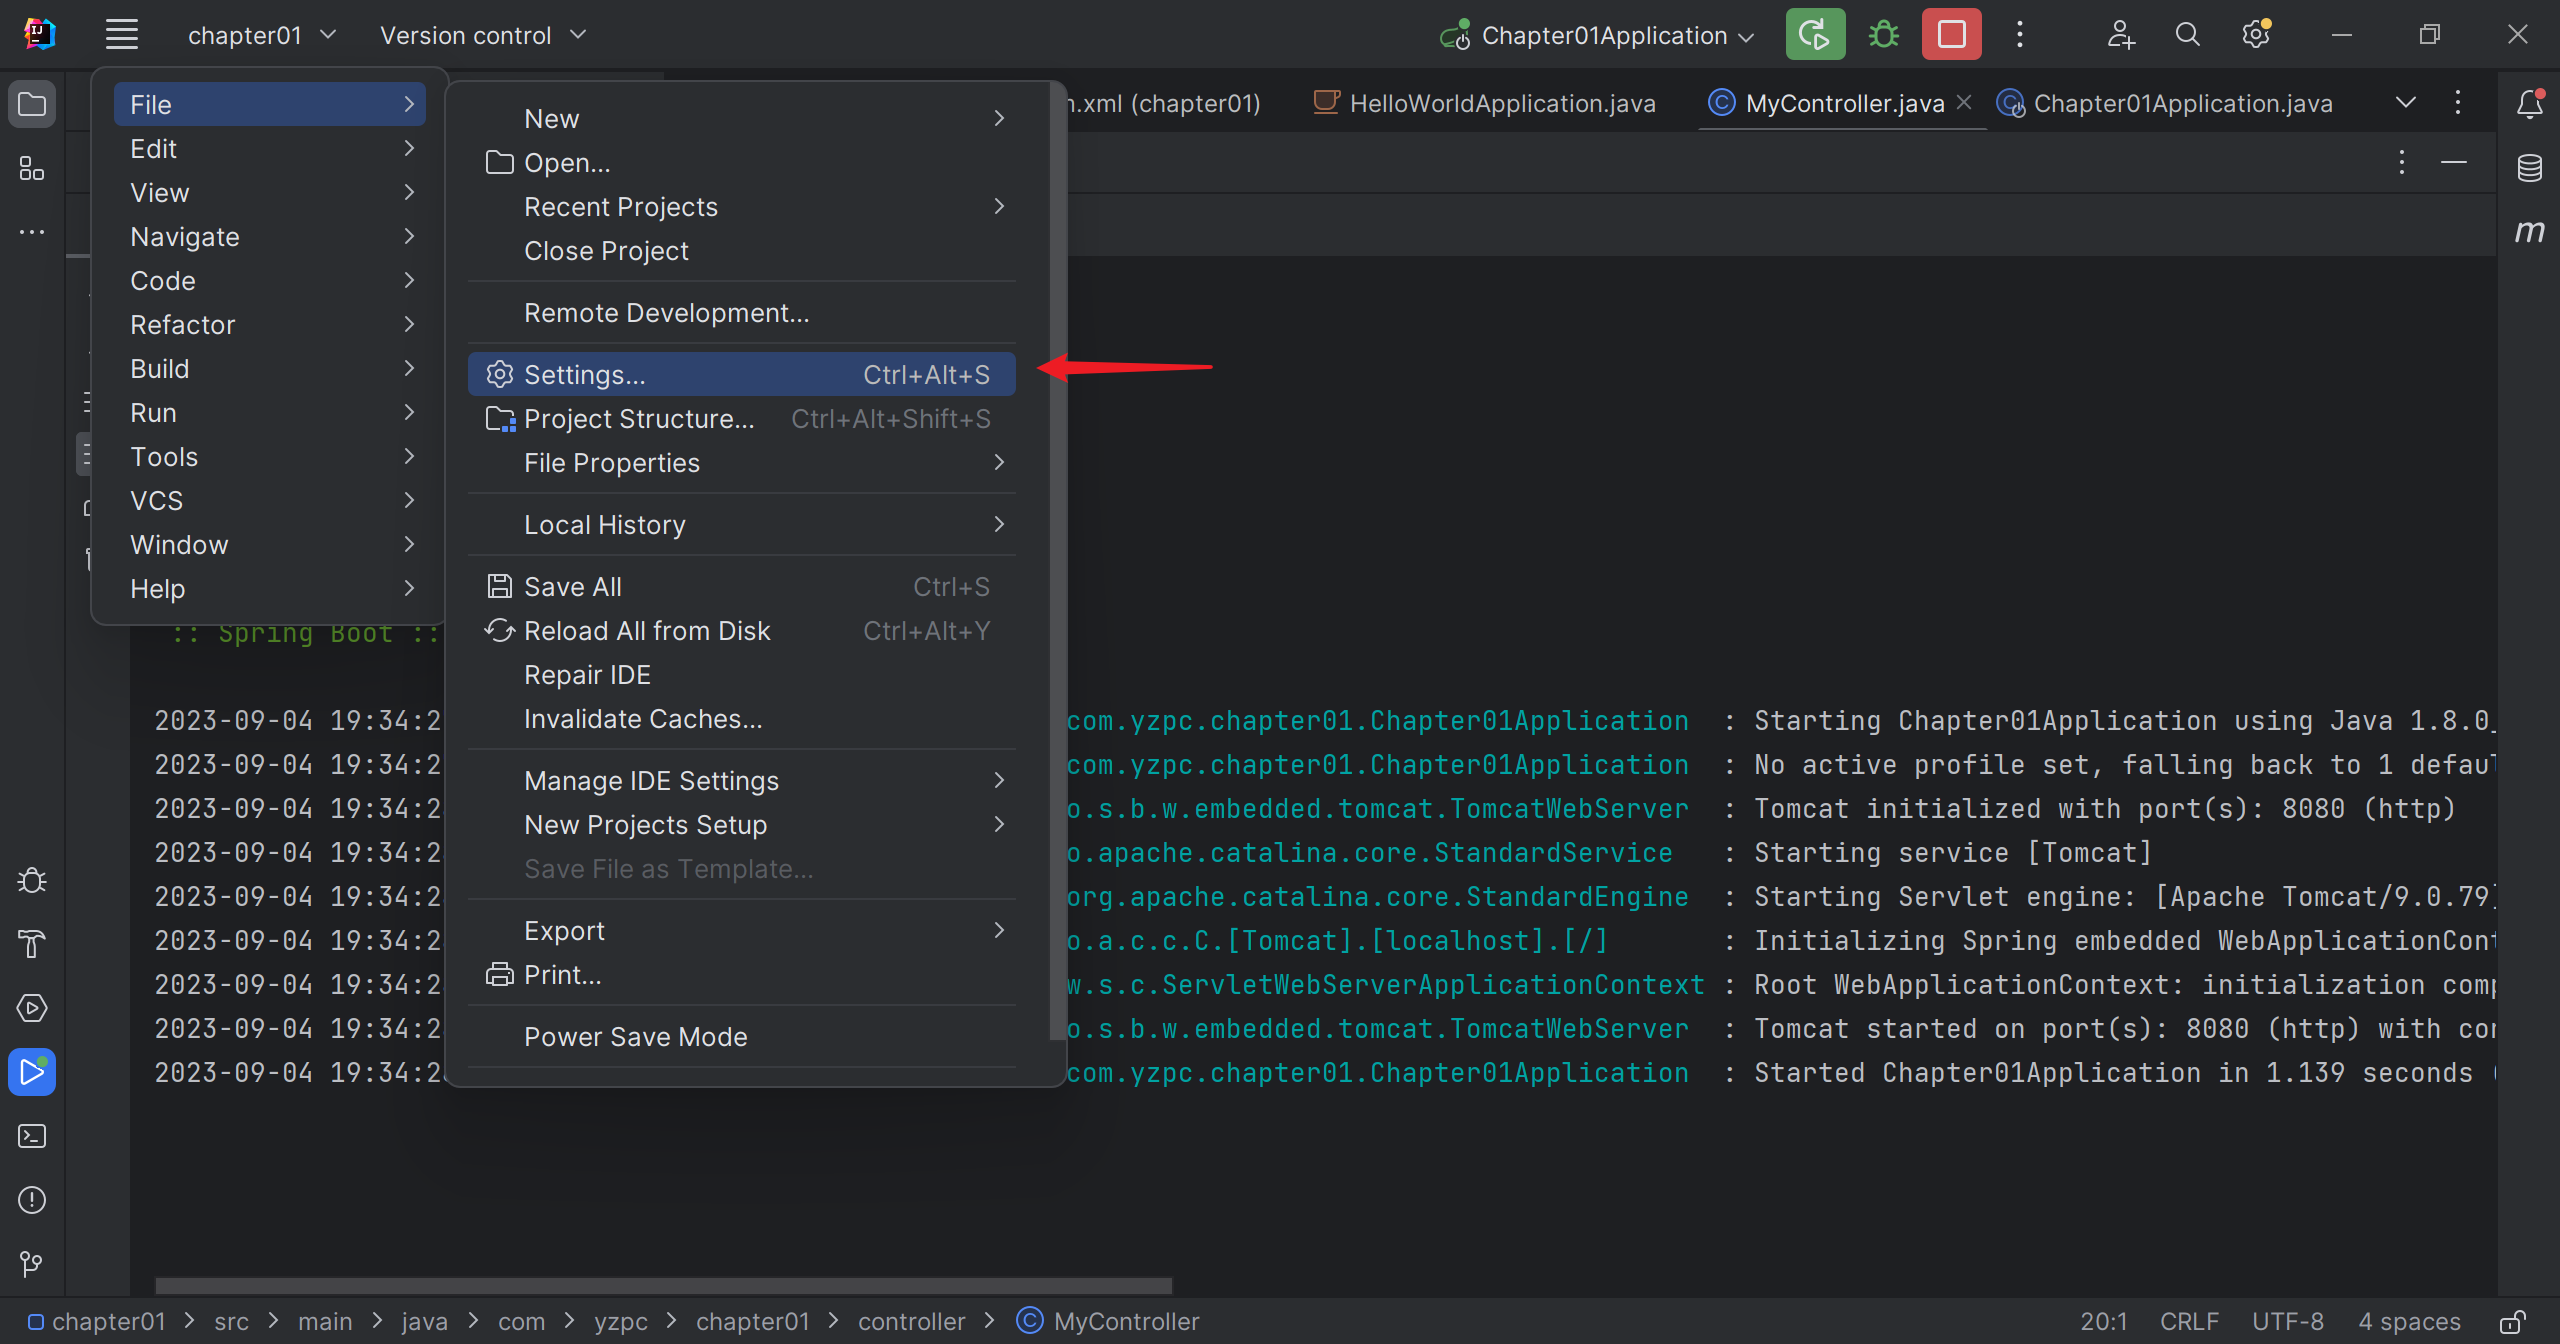 chapter01 Version control Chapter01Application
n.xml (chapter01) HelloWorldApplication.java MyController.java Chapter01Application.java
File
Edit
View
Navigate
Code
Refactor
Build
Run
Tools
VCS
Window
Help
New
Open...
Recent Projects
Close Project
Remote Development...
Settings... Ctrl+Alt+S
Project Structure... Ctrl+Alt+Shift+S
File Properties
Local History
Save All Ctrl+S
Reload All from Disk Ctrl+Alt+Y
Repair IDE
Invalidate Caches...
Manage IDE Settings
New Projects Setup
Save File as Template...
Export
Print...
Power Save Mode
:: Spring Boot ::
2023-09-04 19:34:2 com.yzpc.chapter01.Chapter01Application : Starting Chapter01Application using Java 1.8.0_
2023-09-04 19:34:2 com.yzpc.chapter01.Chapter01Application : No active profile set, falling back to 1 defaul
2023-09-04 19:34:2 o.s.b.w.embedded.tomcat.TomcatWebServer : Tomcat initialized with port(s): 8080 (http)
2023-09-04 19:34:2 o.apache.catalina.core.StandardService : Starting service [Tomcat]
2023-09-04 19:34:2 org.apache.catalina.core.StandardEngine : Starting Servlet engine: [Apache Tomcat/9.0.79]
2023-09-04 19:34:2 o.a.c.c.C.[Tomcat].[localhost].[/] : Initializing Spring embedded WebApplicationCont
2023-09-04 19:34:2 w.s.c.ServletWebServerApplicationContext : Root WebApplicationContext: initialization comp
2023-09-04 19:34:2 o.s.b.w.embedded.tomcat.TomcatWebServer : Tomcat started on port(s): 8080 (http) with con
2023-09-04 19:34:2 com.yzpc.chapter01.Chapter01Application : Started Chapter01Application in 1.139 seconds (
chapter01 > src > main > java > com > yzpc > chapter01 > controller > MyController 20:1 CRLF UTF-8 4 spaces